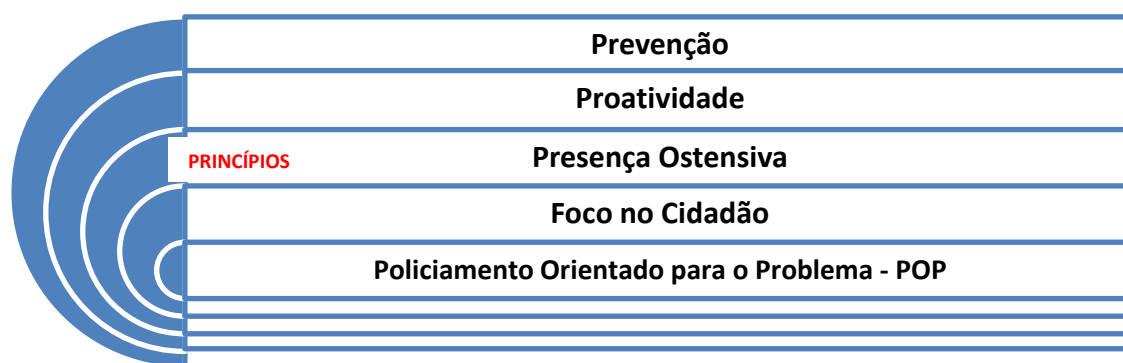 Prevenção
Proatividade
PRINCÍPIOS
Presença Ostensiva
Foco no Cidadão
Policiamento Orientado para o Problema - POP